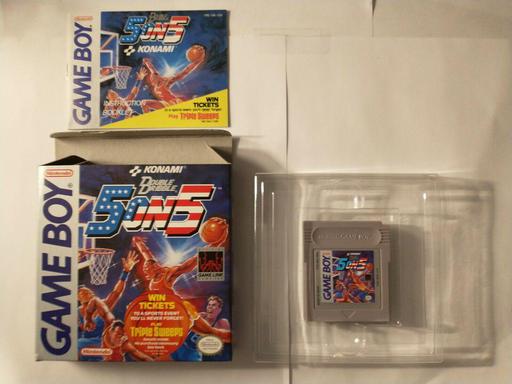 GAME BOY
DOUBLE DRIBBLE
5 ON 5
KONAMI
INSTRUCTION
BOOKLET
WIN
TICKETS
Play Triple Sweeps
Nintendo
GAME BOY
KONAMI
DOUBLE
DRIBBLE
5 ON 5
GAME LINK
WIN
TICKETS
TO A SPORTS EVENT
YOU'LL NEVER FORGET!
PLAY
Triple Sweeps
Nintendo
GAME BOY
5 ON 5